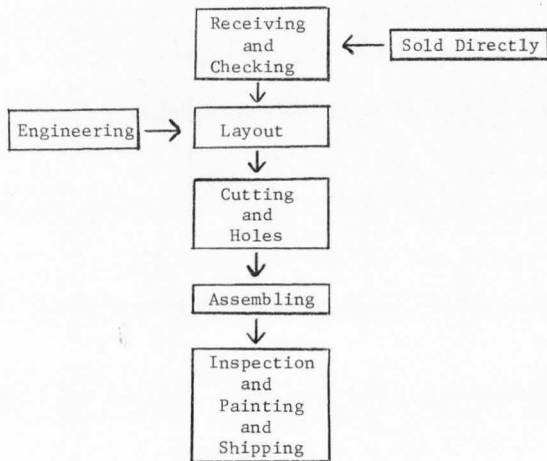 Receiving
and
Checking
Sold Directly
Engineering
Layout
Cutting
and
Holes
Assembling
Inspection
and
Painting
and
Shipping